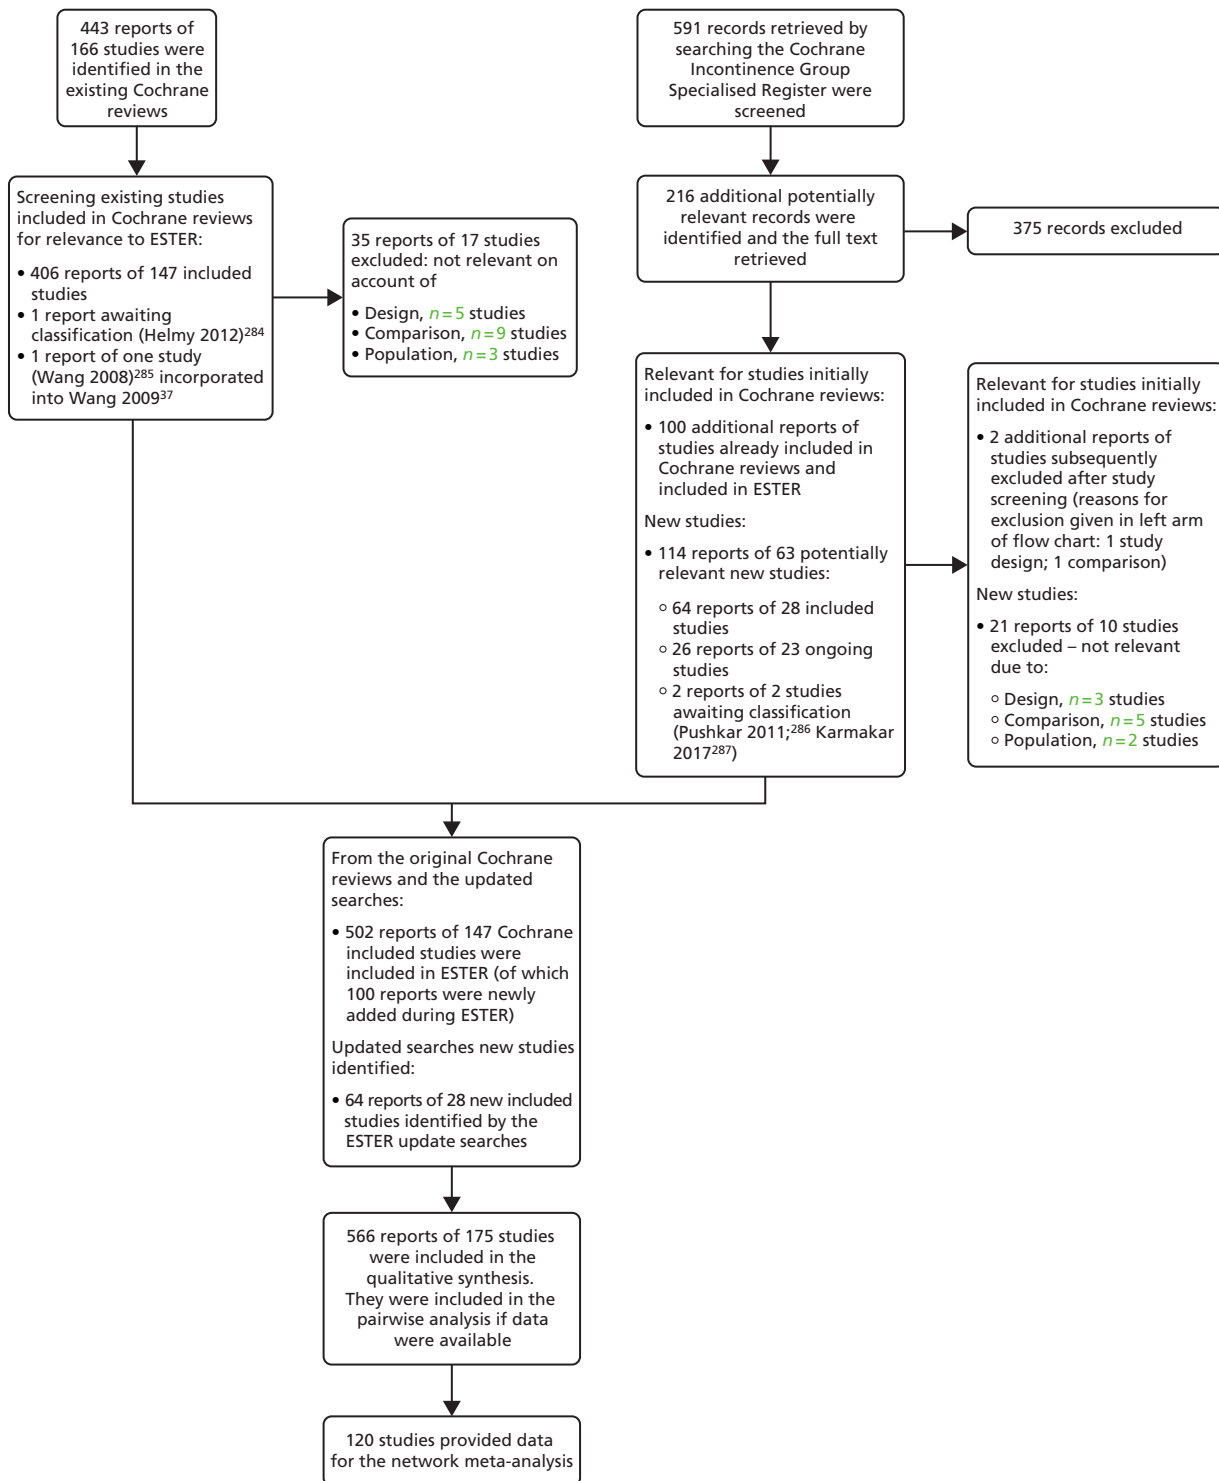 443 reports of
166 studies were
identified in the
existing Cochrane
reviews
591 records retrieved by
searching the Cochrane
Incontinence Group
Specialised Register were
screened
Screening existing studies
included in Cochrane reviews
for relevance to ESTER:
• 406 reports of 147 included
studies
• 1 report awaiting
classification (Helmy 2012)284
• 1 report of one study
(Wang 2008)285 incorporated
into Wang 200937
35 reports of 17 studies
excluded: not relevant on
account of
• Design, n=5 studies
• Comparison, n=9 studies
• Population, n=3 studies
216 additional potentially
relevant records were
identified and the full text
retrieved
375 records excluded
Relevant for studies initially
included in Cochrane reviews:
• 100 additional reports of
studies already included in
Cochrane reviews and
included in ESTER
New studies:
• 114 reports of 63 potentially
relevant new studies:
○ 64 reports of 28 included
studies
○ 26 reports of 23 ongoing
studies
○ 2 reports of 2 studies
awaiting classification
(Pushkar 2011;286 Karmakar
2017287)
Relevant for studies initially
included in Cochrane reviews:
• 2 additional reports of
studies subsequently
excluded after study
screening (reasons for
exclusion given in left arm
of flow chart: 1 study
design; 1 comparison)
New studies:
• 21 reports of 10 studies
excluded – not relevant
due to:
○ Design, n=3 studies
○ Comparison, n=5 studies
○ Population, n=2 studies
From the original Cochrane
reviews and the updated
searches:
• 502 reports of 147 Cochrane
included studies were
included in ESTER (of which
100 reports were newly
added during ESTER)
Updated searches new studies
identified:
• 64 reports of 28 new included
studies identified by the
ESTER update searches
566 reports of 175 studies
were included in the
qualitative synthesis.
They were included in the
pairwise analysis if data
were available
120 studies provided data
for the network meta-analysis